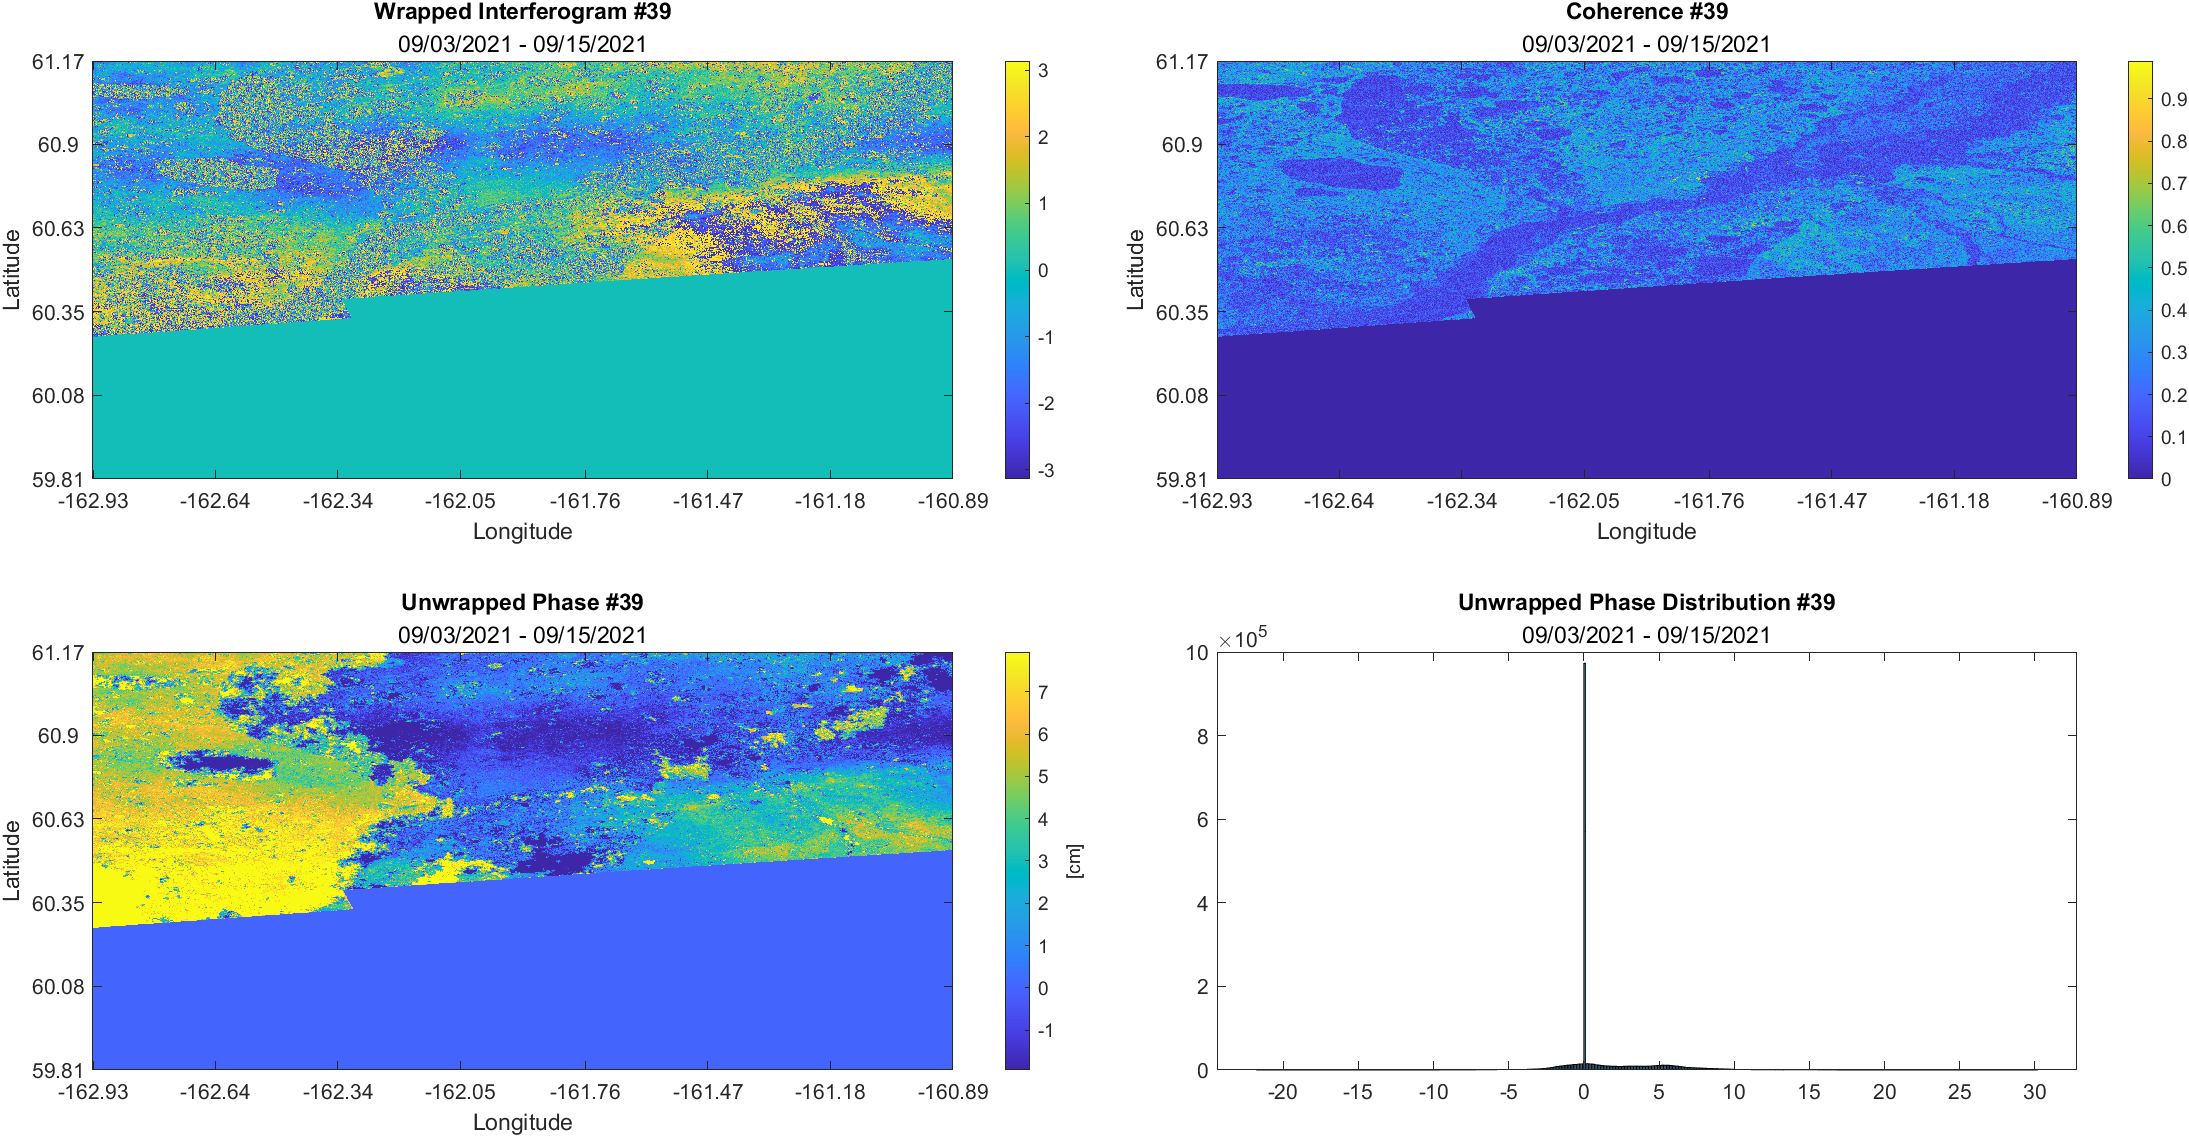 Wrapped Interferogram #39
09/03/2021 - 09/15/2021
61.17
60.9
60.63
60.35
60.08
59.81
Latitude
-162.93 -162.64 -162.34 -162.05 -161.76 -161.47 -161.18 -160.89
Longitude
3
2
1
0
-1
-2
-3
Coherence #39
09/03/2021 - 09/15/2021
61.17
60.9
60.63
60.35
60.08
59.81
Latitude
-162.93 -162.64 -162.34 -162.05 -161.76 -161.47 -161.18 -160.89
Longitude
0.9
0.8
0.7
0.6
0.5
0.4
0.3
0.2
0.1
0
Unwrapped Phase #39
09/03/2021 - 09/15/2021
61.17
60.9
60.63
60.35
60.08
59.81
Latitude
-162.93 -162.64 -162.34 -162.05 -161.76 -161.47 -161.18 -160.89
Longitude
7
6
5
4
3
2
1
0
-1
[cm]
Unwrapped Phase Distribution #39
09/03/2021 - 09/15/2021
×10⁵
10
8
6
4
2
0
-20 -15 -10 -5 0 5 10 15 20 25 30